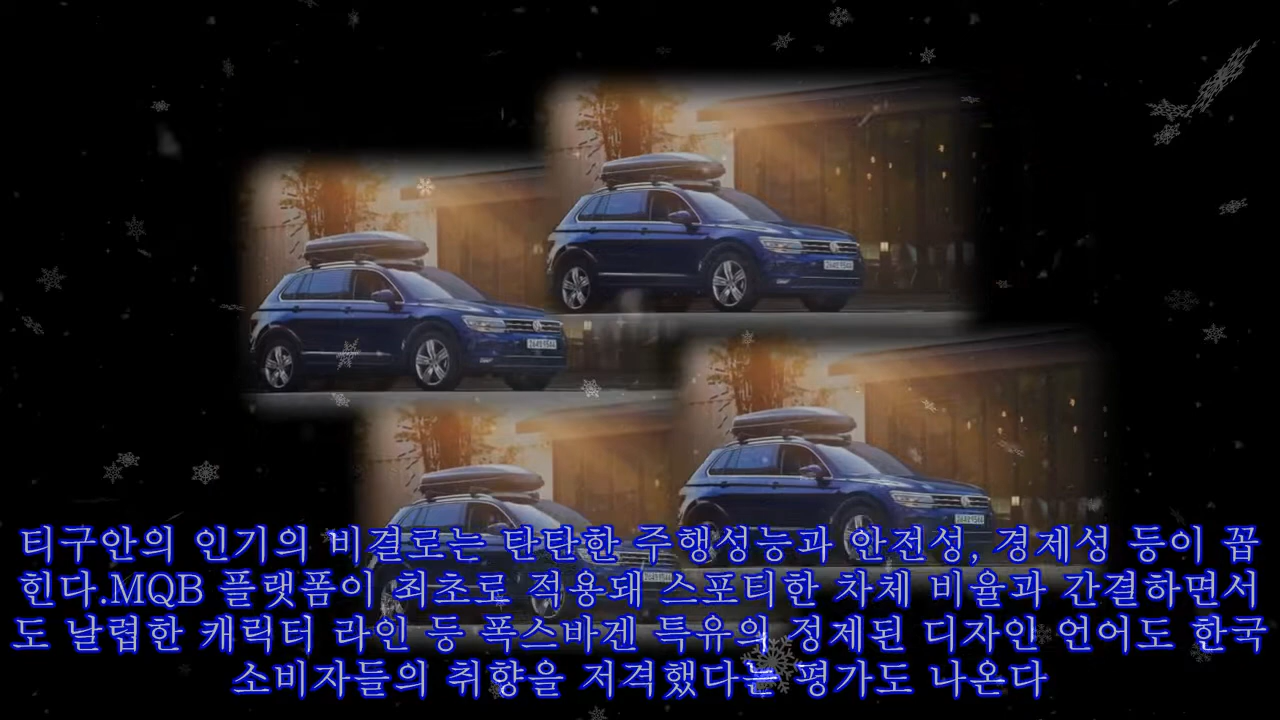 티구안의 인기의 비결로는 탄탄한 주행성능과 안전성, 경제성 등이 꼽
힌다.MQB 플랫폼이 최초로 적용돼 스포티한 차체 비율과 간결하면서
도 날렵한 캐릭터 라인 등 폭스바겐 특유의 정제된 디자인 언어도 한국
소비자들의 취향을 저격했다는 평가도 나온다